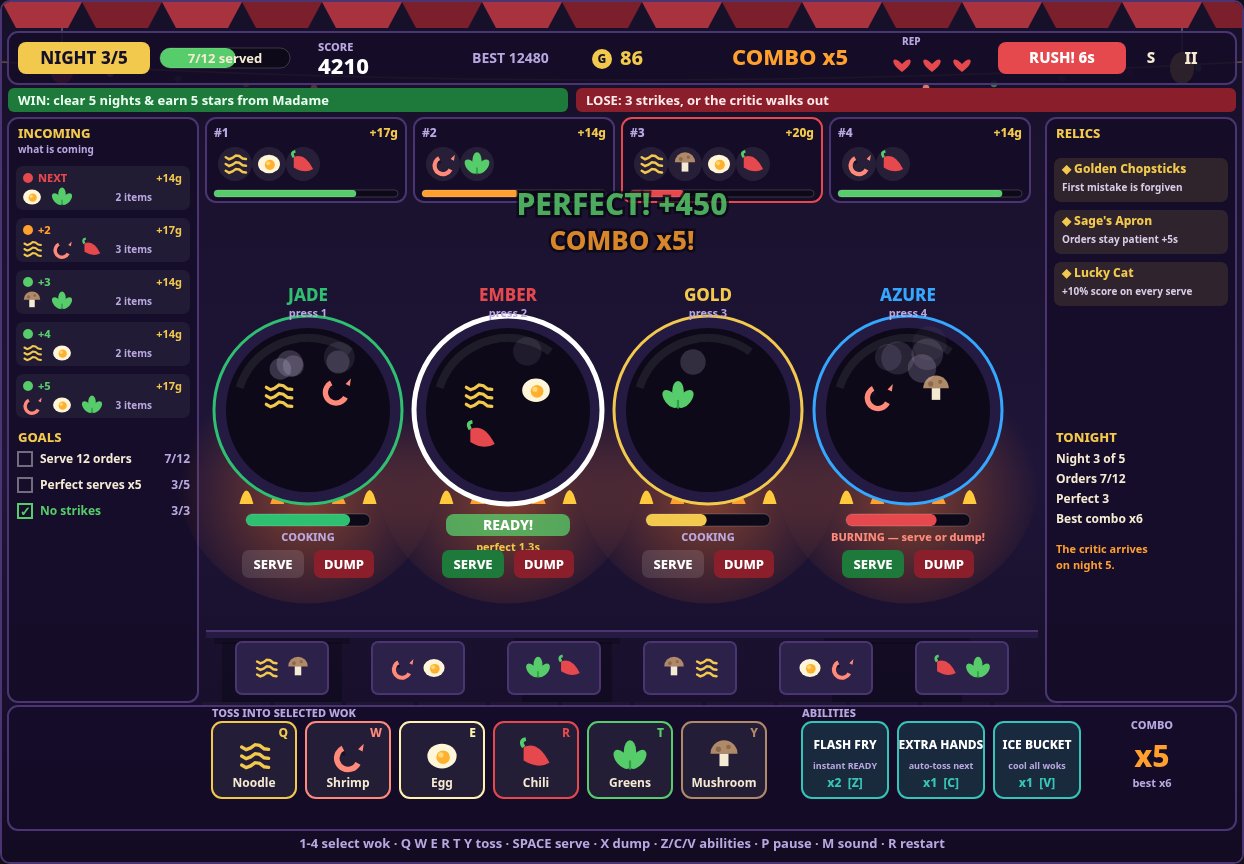 NIGHT 3/5
7/12 served
SCORE
4210
BEST 12480
G 86
COMBO x5
REP
RUSH! 6s
S
II
WIN: clear 5 nights & earn 5 stars from Madame
LOSE: 3 strikes, or the critic walks out
INCOMING
what is coming
NEXT +14g
2 items
+2 +17g
3 items
+3 +14g
2 items
+4 +14g
2 items
+5 +17g
3 items
GOALS
Serve 12 orders 7/12
Perfect serves x5 3/5
No strikes 3/3
#1 +17g
#2 +14g
#3 +20g
#4 +14g
PERFECT! +450
COMBO x5!
JADE
press 1
EMBER
press 2
GOLD
press 3
AZURE
press 4
COOKING
SERVE DUMP
READY!
perfect 1.3s
SERVE DUMP
COOKING
SERVE DUMP
BURNING — serve or dump!
SERVE DUMP
RELICS
◆ Golden Chopsticks
First mistake is forgiven
◆ Sage's Apron
Orders stay patient +5s
◆ Lucky Cat
+10% score on every serve
TONIGHT
Night 3 of 5
Orders 7/12
Perfect 3
Best combo x6
The critic arrives
on night 5.
TOSS INTO SELECTED WOK
Q
Noodle
W
Shrimp
E
Egg
R
Chili
T
Greens
Y
Mushroom
ABILITIES
FLASH FRY
instant READY
x2 [Z]
EXTRA HANDS
auto-toss next
x1 [C]
ICE BUCKET
cool all woks
x1 [V]
COMBO
x5
best x6
1-4 select wok · Q W E R T Y toss · SPACE serve · X dump · Z/C/V abilities · P pause · M sound · R restart